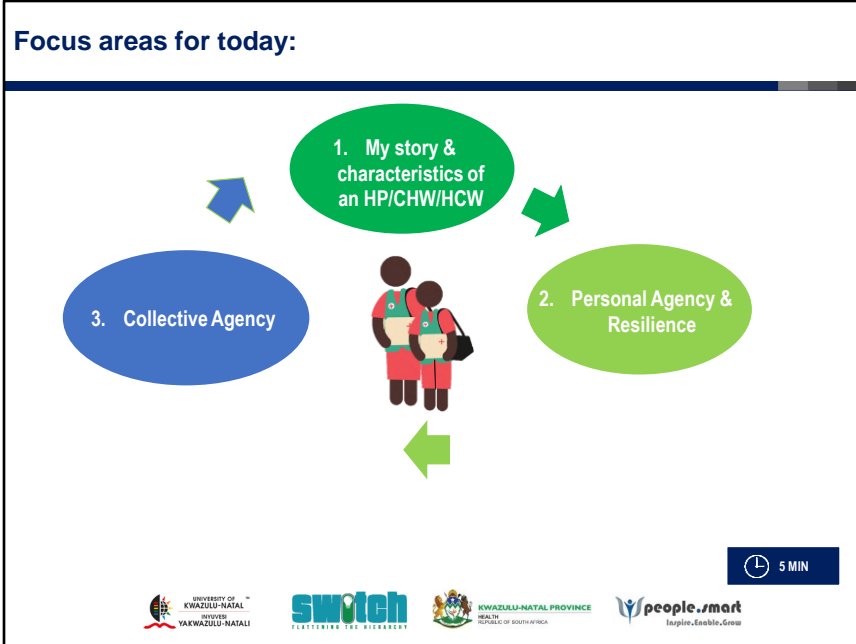 Focus areas for today:
1. My story &
characteristics of
an HP/CHW/HCW
2. Personal Agency &
Resilience
3. Collective Agency
5 MIN
UNIVERSITY OF ™
KWAZULU-NATAL
INYUVESI
YAKWAZULU-NATALI
switch
FLATTENING THE HIERARCHY
KWAZULU-NATAL PROVINCE
HEALTH
REPUBLIC OF SOUTH AFRICA
people.smart
Inspire.Enable.Grow